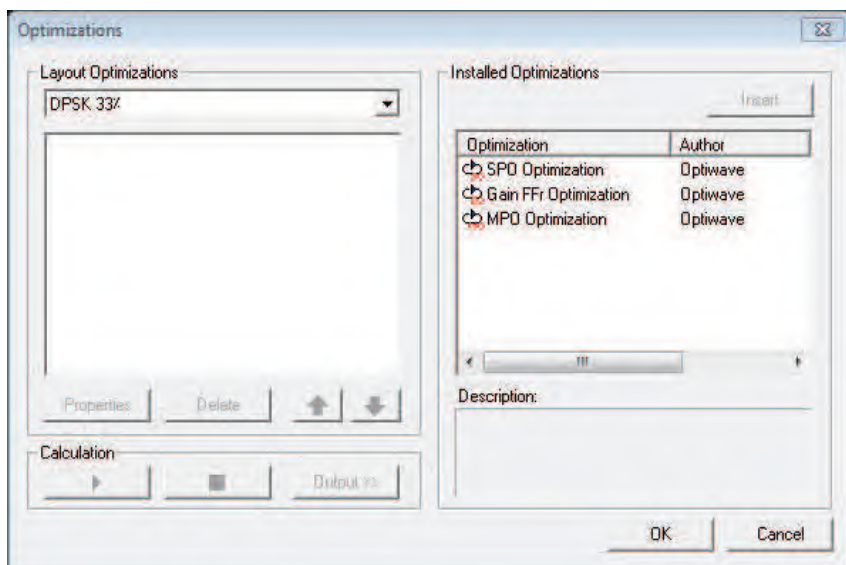 Optimizations
Layout Optimizations
DPSK 33%
Properties
Delete
Calculation
Output >>
Installed Optimizations
Insert
Optimization Author
SPO Optimization Optiwave
Gain FFr Optimization Optiwave
MPO Optimization Optiwave
Description:
OK
Cancel